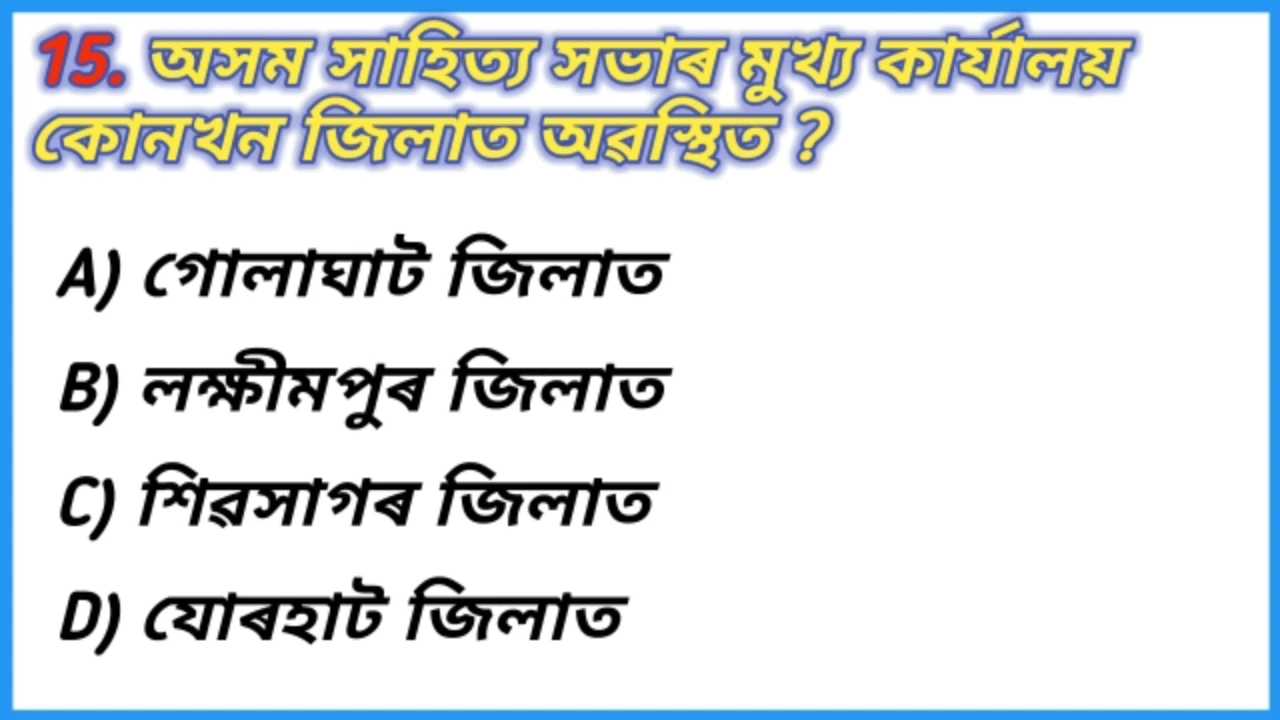 15. অসম সাহিত্য সভাৰ মুখ্য কাৰ্যালয়
কোনখন জিলাত অৱস্থিত ?
A) গোলাঘাট জিলাত
B) লক্ষীমপুৰ জিলাত
C) শিৱসাগৰ জিলাত
D) যোৰহাট জিলাত